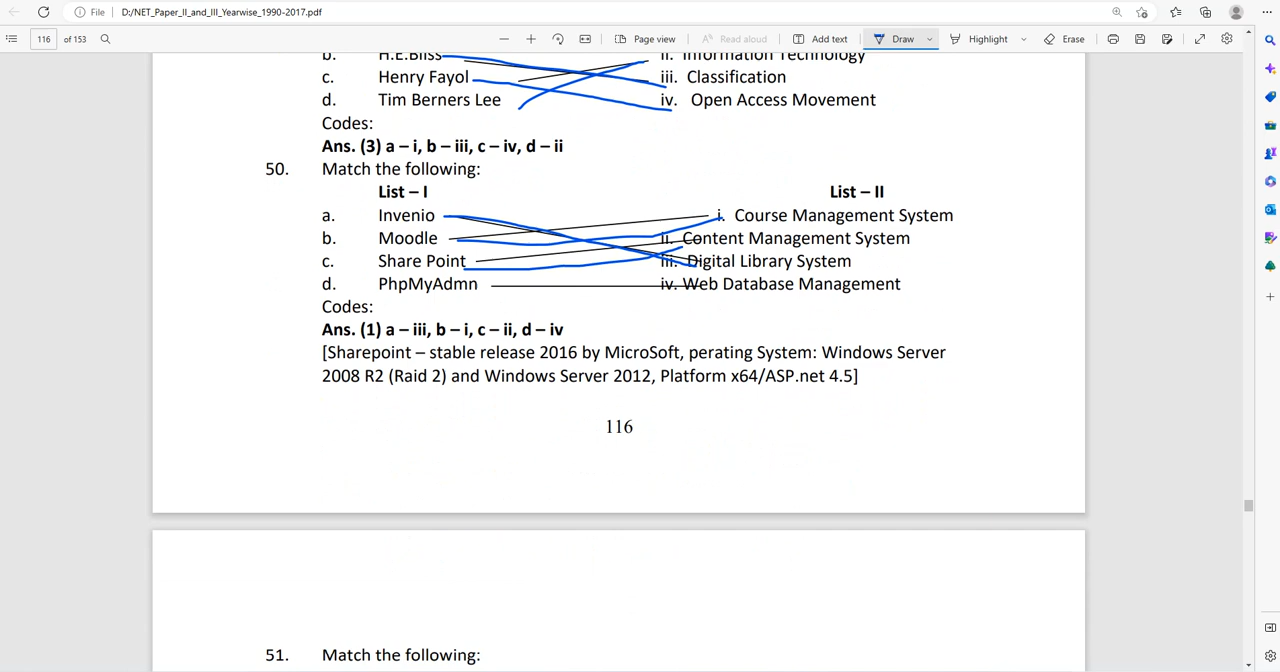 File D:/NET_Paper_II_and_III_Yearwise_1990-2017.pdf
116 of 153 Page view Read aloud Add text Draw Highlight Erase
b. H.E.Bliss ii. Information Technology
c. Henry Fayol iii. Classification
d. Tim Berners Lee iv. Open Access Movement
Codes:
Ans. (3) a – i, b – iii, c – iv, d – ii
50. Match the following:
List – I List – II
a. Invenio i. Course Management System
b. Moodle ii. Content Management System
c. Share Point iii. Digital Library System
d. PhpMyAdmn iv. Web Database Management
Codes:
Ans. (1) a – iii, b – i, c – ii, d – iv
[Sharepoint – stable release 2016 by MicroSoft, perating System: Windows Server
2008 R2 (Raid 2) and Windows Server 2012, Platform x64/ASP.net 4.5]
116
51. Match the following: